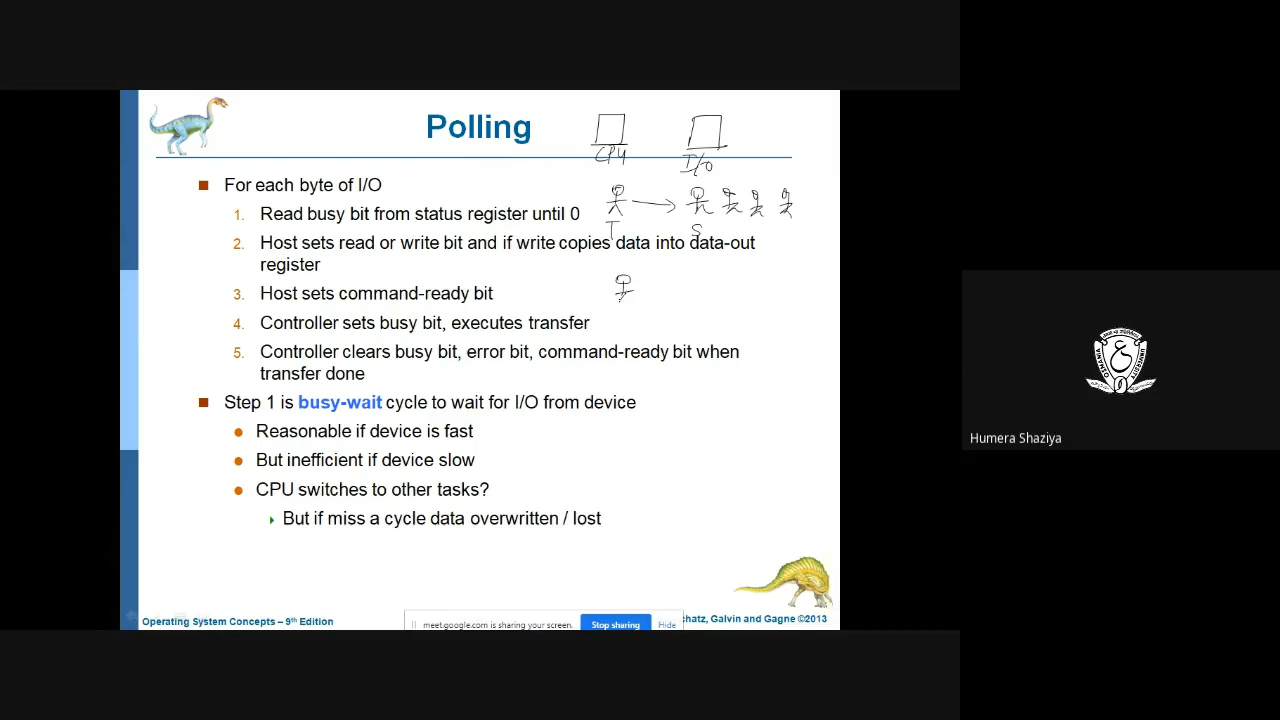 Polling
CPU
I/O
For each byte of I/O
1. Read busy bit from status register until 0
T
S
2. Host sets read or write bit and if write copies data into data-out
register
3. Host sets command-ready bit
4. Controller sets busy bit, executes transfer
5. Controller clears busy bit, error bit, command-ready bit when
transfer done
Step 1 is busy-wait cycle to wait for I/O from device
Reasonable if device is fast
But inefficient if device slow
CPU switches to other tasks?
But if miss a cycle data overwritten / lost
Operating System Concepts – 9th Edition
meet.google.com is sharing your screen.
Stop sharing
Hide
chatz, Galvin and Gagne ©2013
Humera Shaziya